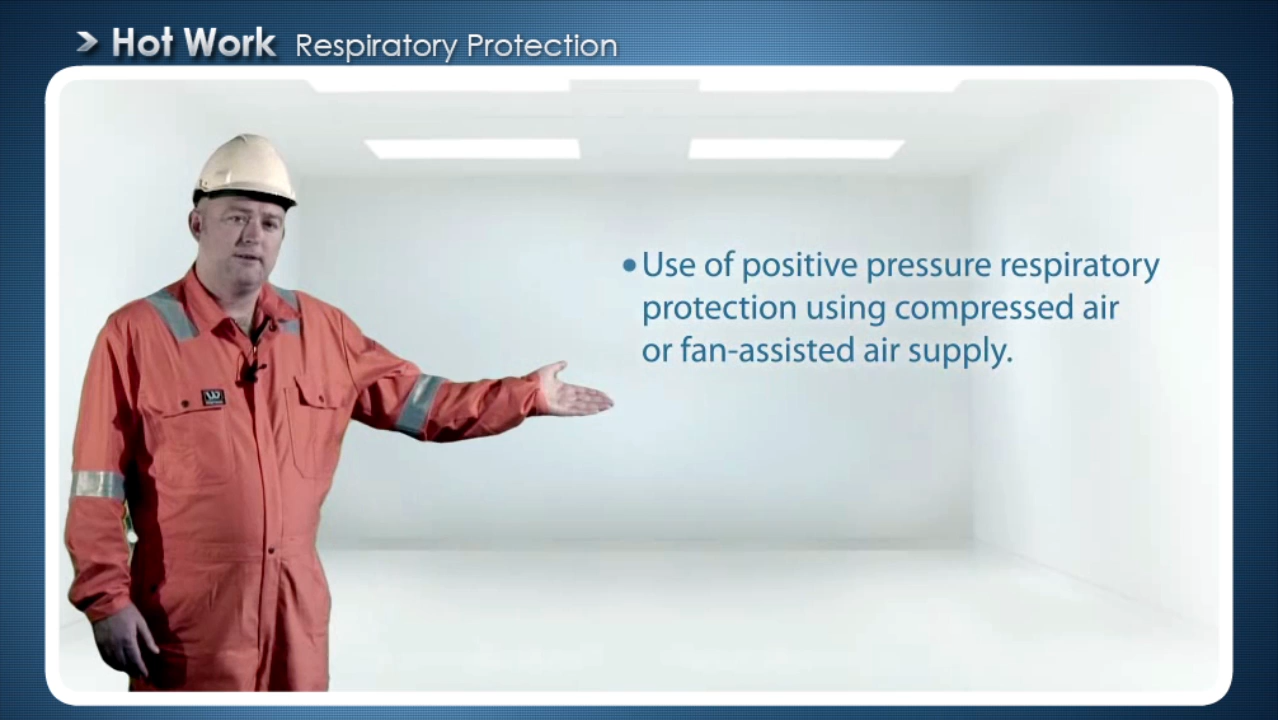 Hot Work Respiratory Protection
•Use of positive pressure respiratory
protection using compressed air
or fan-assisted air supply.